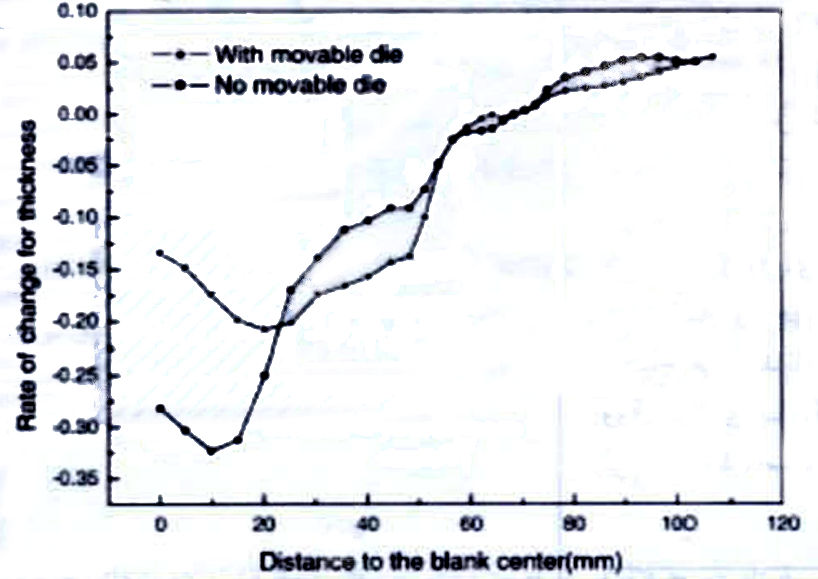 0.10
0.05
0.00
-0.05
-0.10
-0.15
-0.20
-0.25
-0.30
-0.35
With movable die
No movable die
Rate of change for thickness
0 20 40 60 80 100 120
Distance to the blank center(mm)